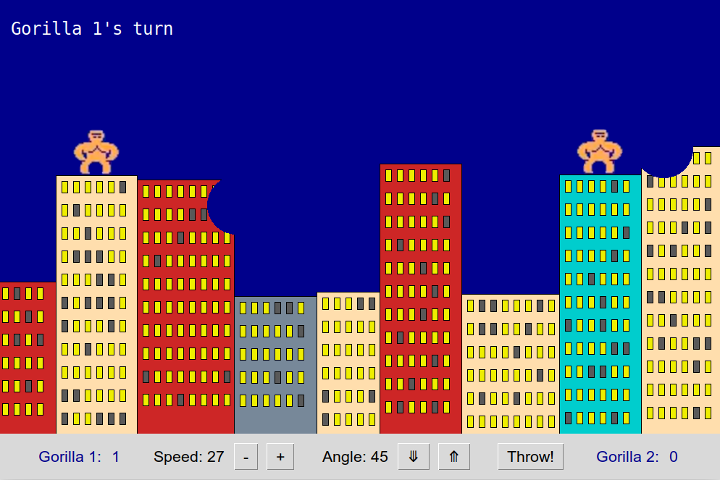 Gorilla 1's turn
Gorilla 1: 1 Speed: 27 - + Angle: 45 ⤋ ⤊ Throw! Gorilla 2: 0